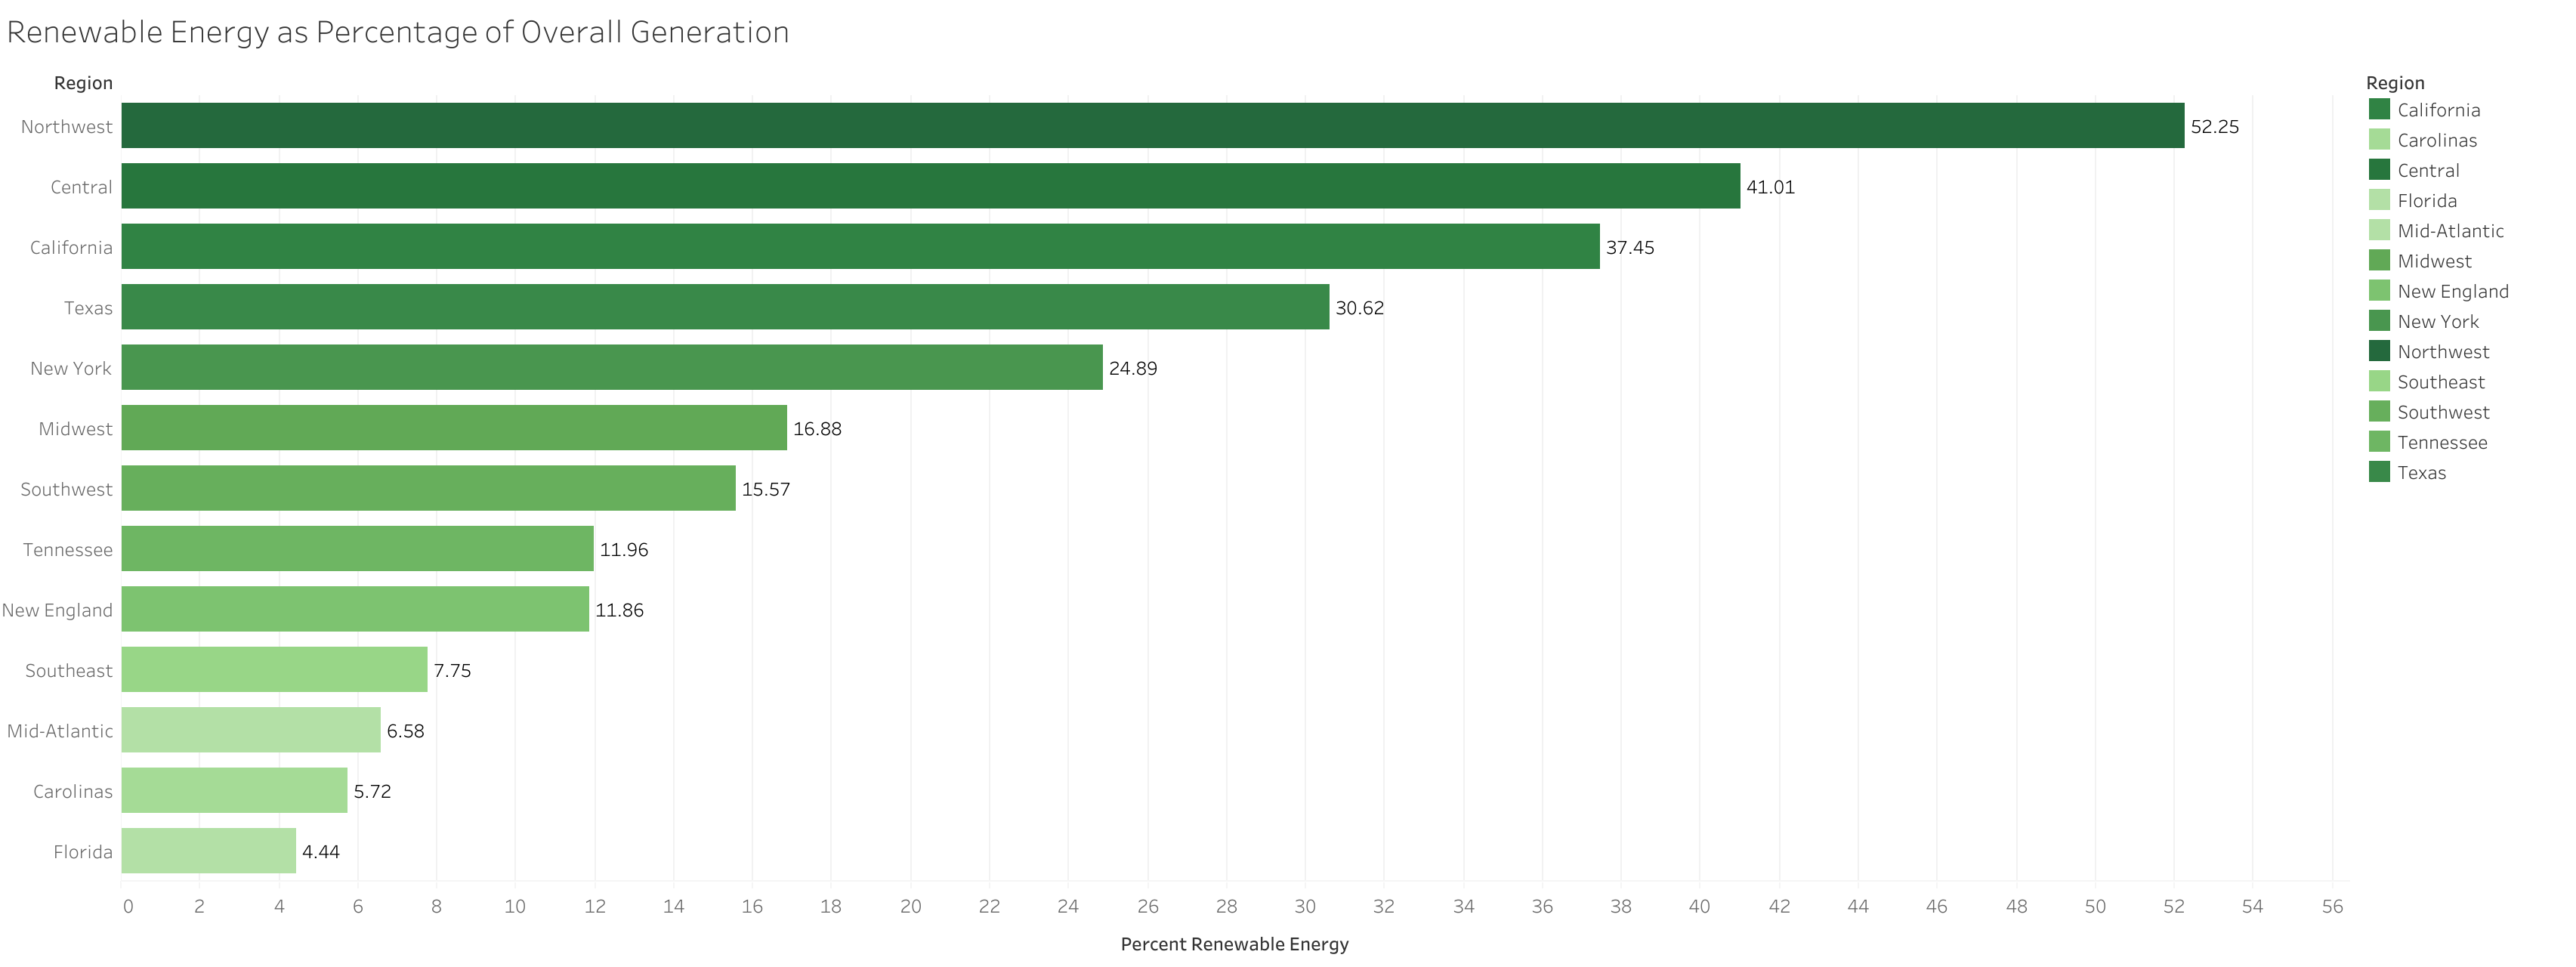 Renewable Energy as Percentage of Overall Generation
Region
Northwest 52.25
Central 41.01
California 37.45
Texas 30.62
New York 24.89
Midwest 16.88
Southwest 15.57
Tennessee 11.96
New England 11.86
Southeast 7.75
Mid-Atlantic 6.58
Carolinas 5.72
Florida 4.44
0 2 4 6 8 10 12 14 16 18 20 22 24 26 28 30 32 34 36 38 40 42 44 46 48 50 52 54 56
Percent Renewable Energy
Region
California
Carolinas
Central
Florida
Mid-Atlantic
Midwest
New England
New York
Northwest
Southeast
Southwest
Tennessee
Texas